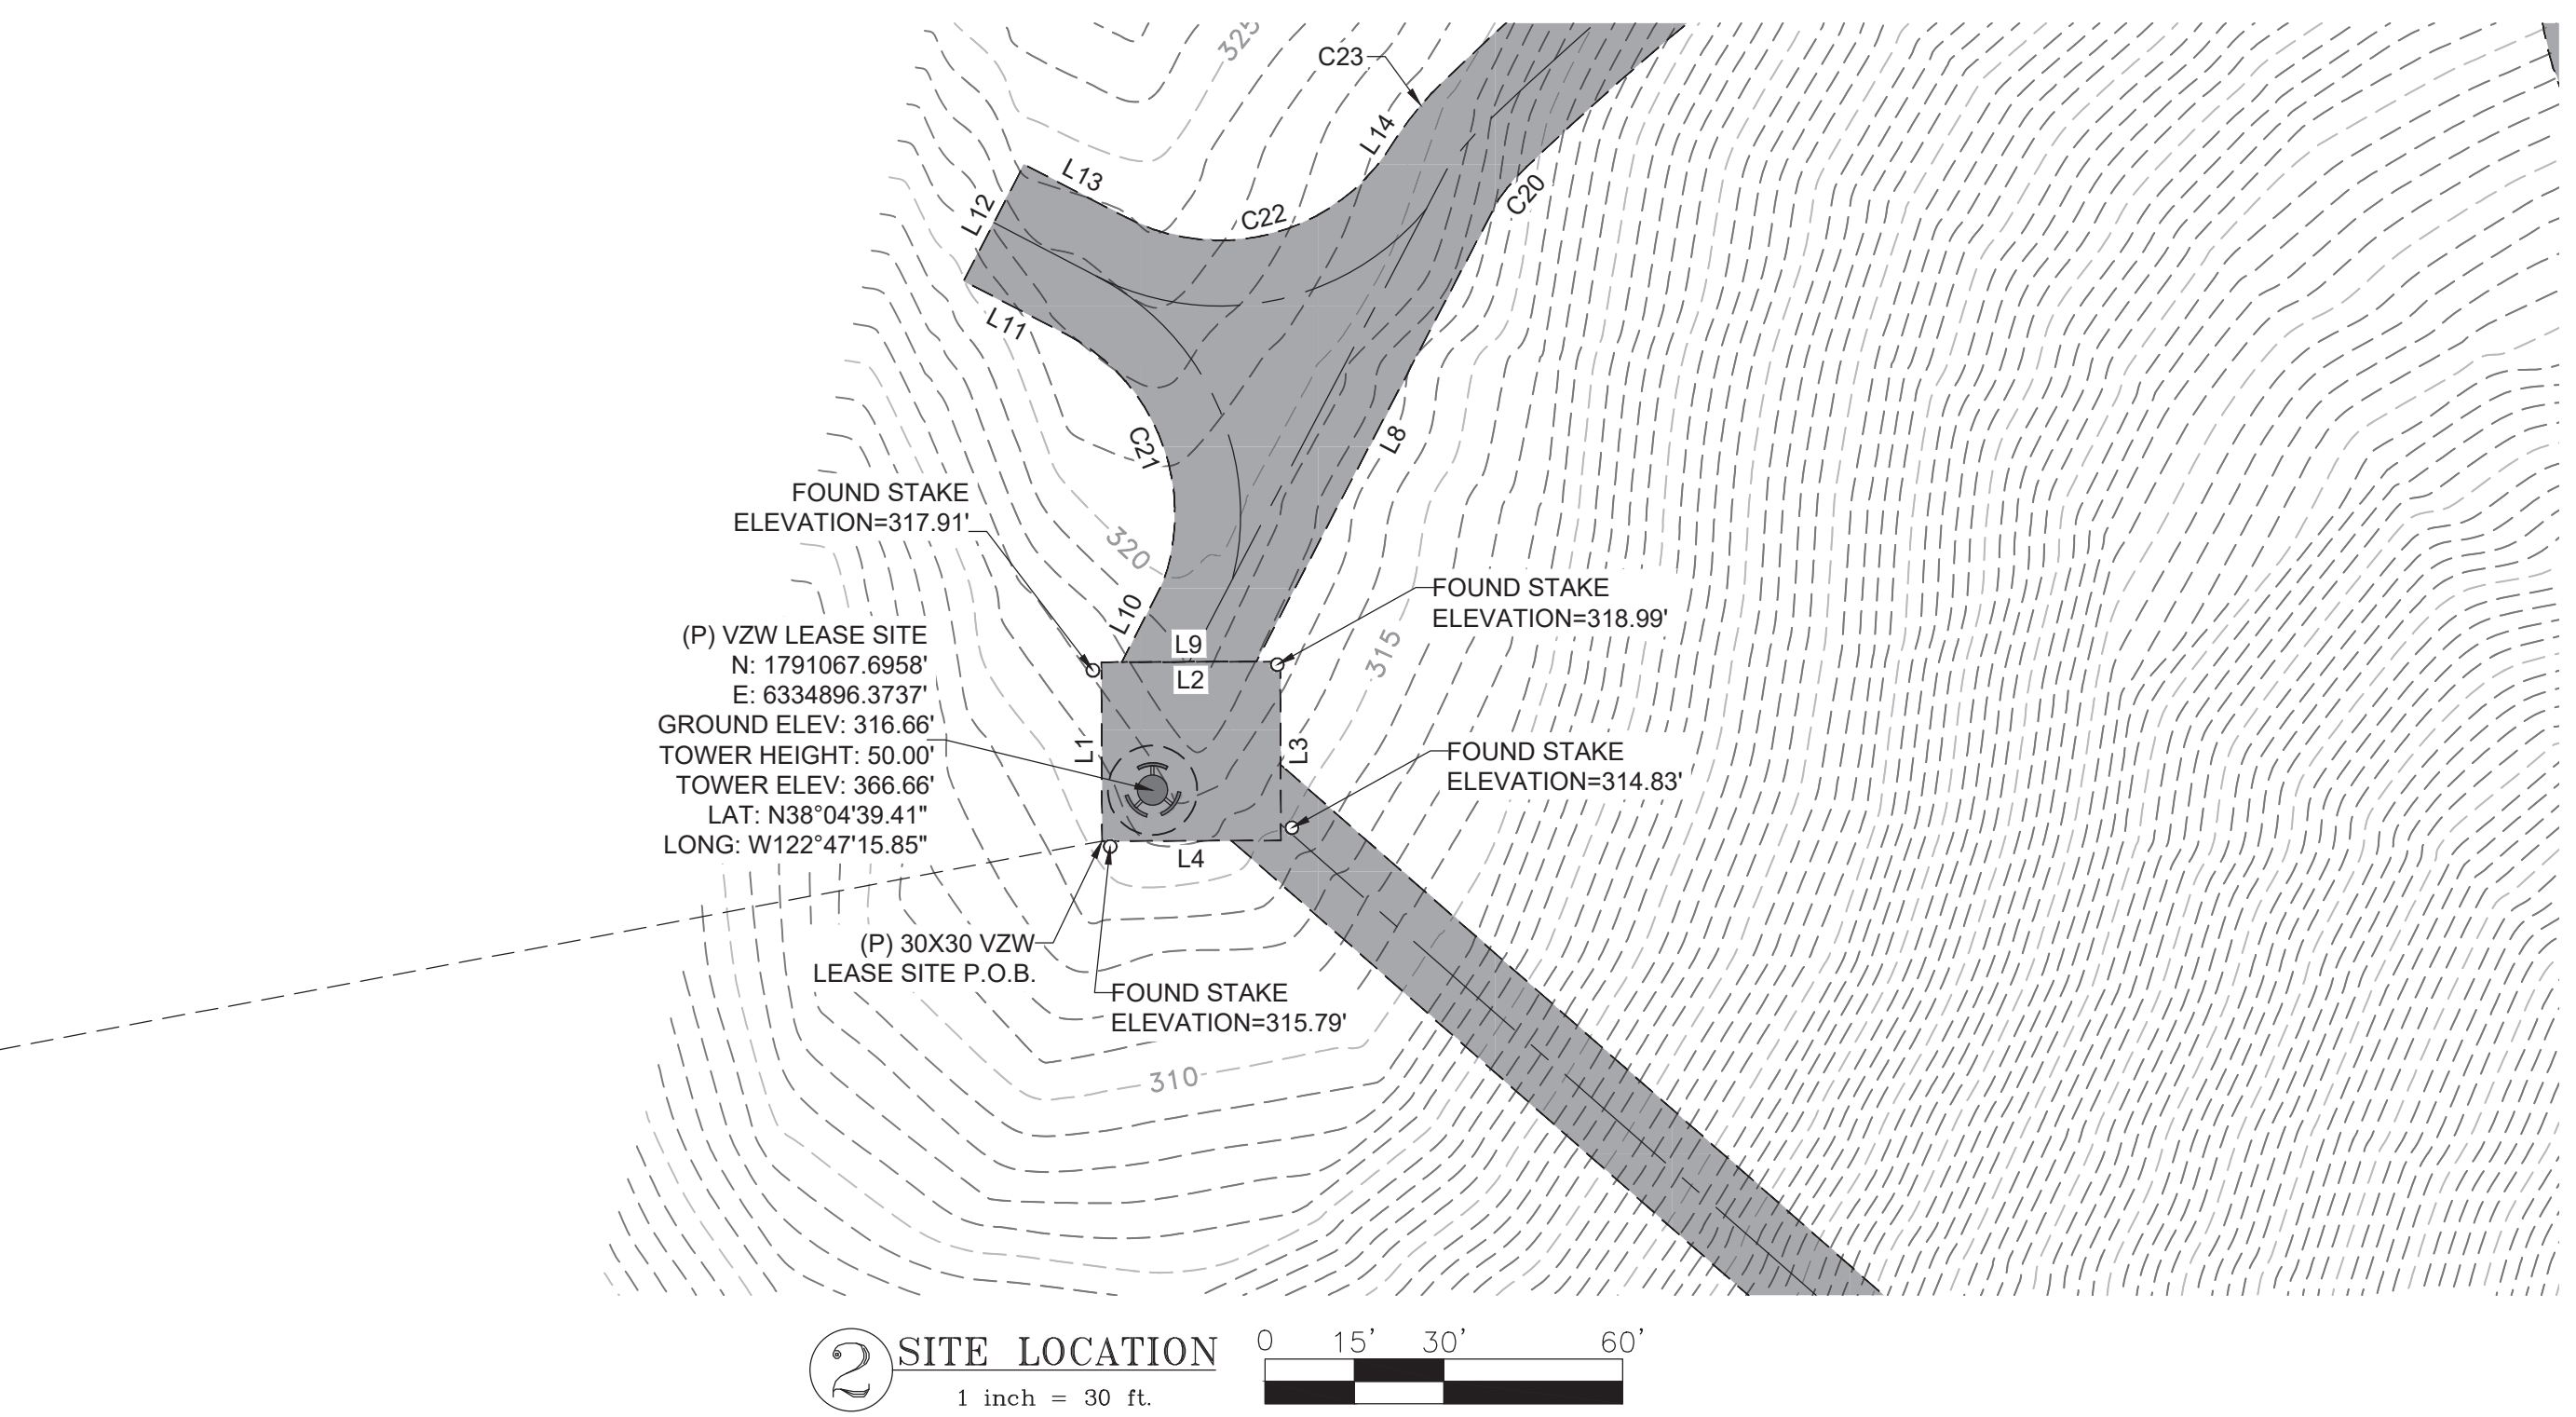 325
C23
L14
L13
L12
C22
C20
L11
C21
L8
FOUND STAKE
ELEVATION=317.91'
320
FOUND STAKE
ELEVATION=318.99'
L10
L9
L2
315
(P) VZW LEASE SITE
N: 1791067.6958'
E: 6334896.3737'
GROUND ELEV: 316.66'
TOWER HEIGHT: 50.00'
TOWER ELEV: 366.66'
LAT: N38°04'39.41"
LONG: W122°47'15.85"
L1
L3
FOUND STAKE
ELEVATION=314.83'
L4
(P) 30X30 VZW
LEASE SITE P.O.B.
FOUND STAKE
ELEVATION=315.79'
310
2 SITE LOCATION
1 inch = 30 ft.
0 15' 30' 60'